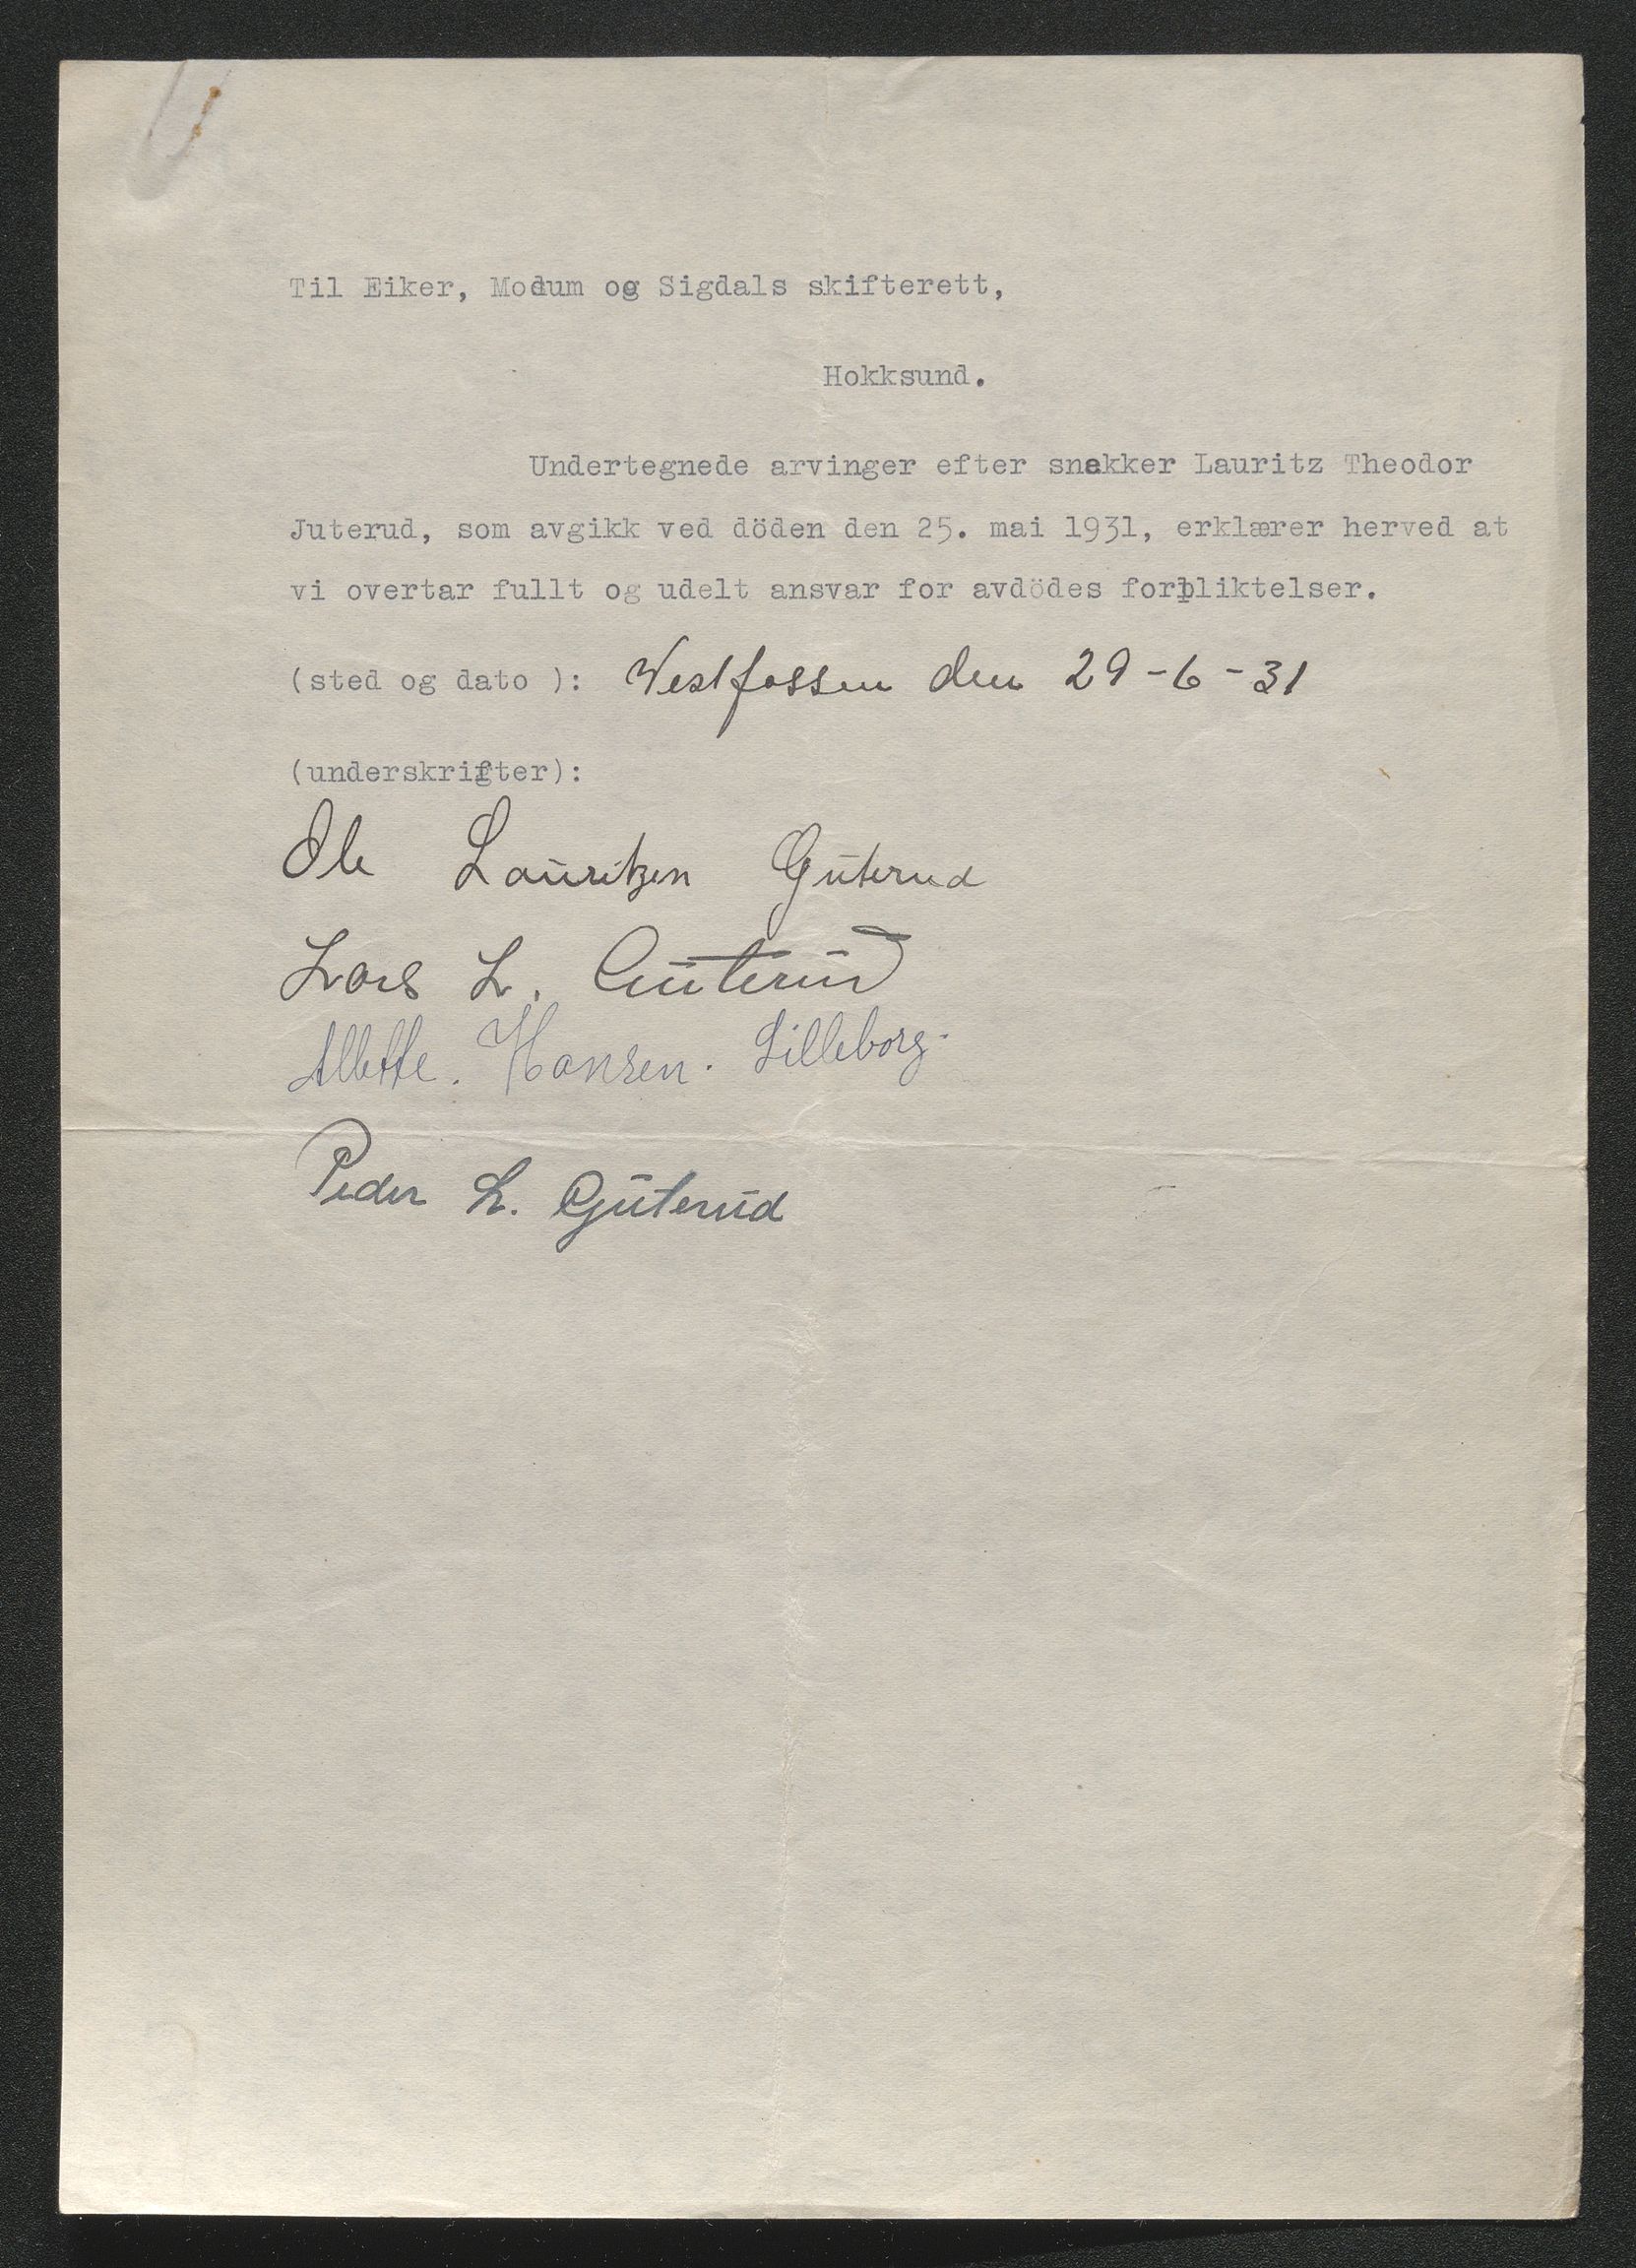 Til Eiker, Modum og Sigdals skifterett,
Hokksund.
Undertegnede arvinger efter snekker Lauritz Theodor
Juterud, som avgikk ved döden den 25. mai 1931, erklærer herved at
vi overtar fullt og udelt ansvar for avdödes forpliktelser.
(sted og dato ): Vestfossen den 29-6-31
(underskrifter):
Ole Lauritzen Guterud
Lars L. Guterud
Allette. Hansen. Lilleborg.
Peder L. Guterud